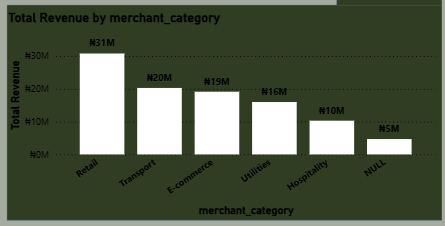 Total Revenue by merchant_category
₦31M
₦30M
₦20M
₦19M
₦20M
₦16M
₦10M
₦10M
₦5M
₦0M
Total Revenue
Retail
Transport
E-commerce
Utilities
Hospitality
NULL
merchant_category